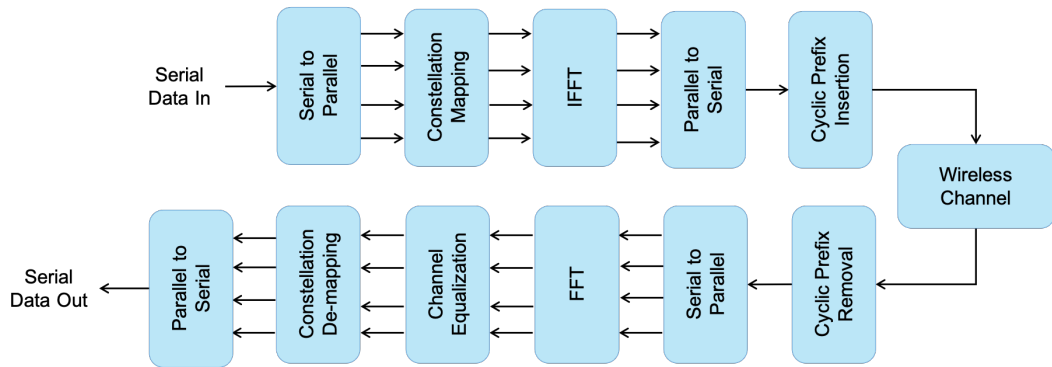 Serial
Data In
Serial to
Parallel
Constellation
Mapping
IFFT
Parallel to
Serial
Cyclic Prefix
Insertion
Wireless
Channel
Cyclic Prefix
Removal
Serial to
Parallel
FFT
Channel
Equalization
Constellation
De-mapping
Parallel to
Serial
Serial
Data Out